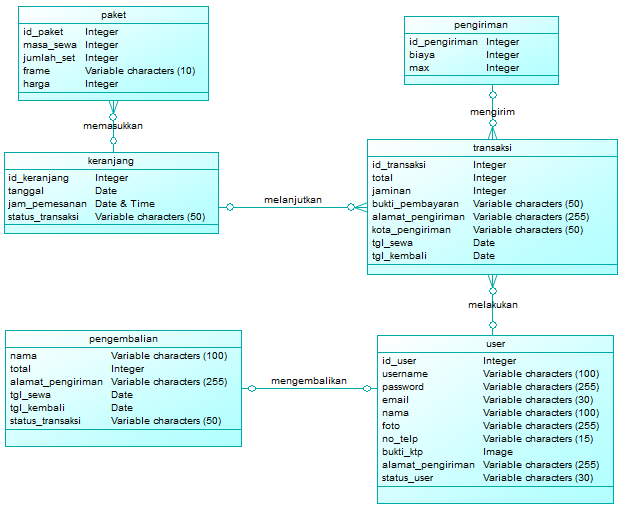 paket
id_paket Integer
masa_sewa Integer
jumlah_set Integer
frame Variable characters (10)
harga Integer
pengiriman
id_pengiriman Integer
biaya Integer
max Integer
memasukkan
mengirim
keranjang
id_keranjang Integer
tanggal Date
jam_pemesanan Date & Time
status_transaksi Variable characters (50)
melanjutkan
transaksi
id_transaksi Integer
total Integer
jaminan Integer
bukti_pembayaran Variable characters (50)
alamat_pengiriman Variable characters (255)
kota_pengiriman Variable characters (50)
tgl_sewa Date
tgl_kembali Date
melakukan
pengembalian
nama Variable characters (100)
total Integer
alamat_pengiriman Variable characters (255)
tgl_sewa Date
tgl_kembali Date
status_transaksi Variable characters (50)
mengembalikan
user
id_user Integer
username Variable characters (100)
password Variable characters (255)
email Variable characters (30)
nama Variable characters (100)
foto Variable characters (255)
no_telp Variable characters (15)
bukti_ktp Image
alamat_pengiriman Variable characters (255)
status_user Variable characters (30)